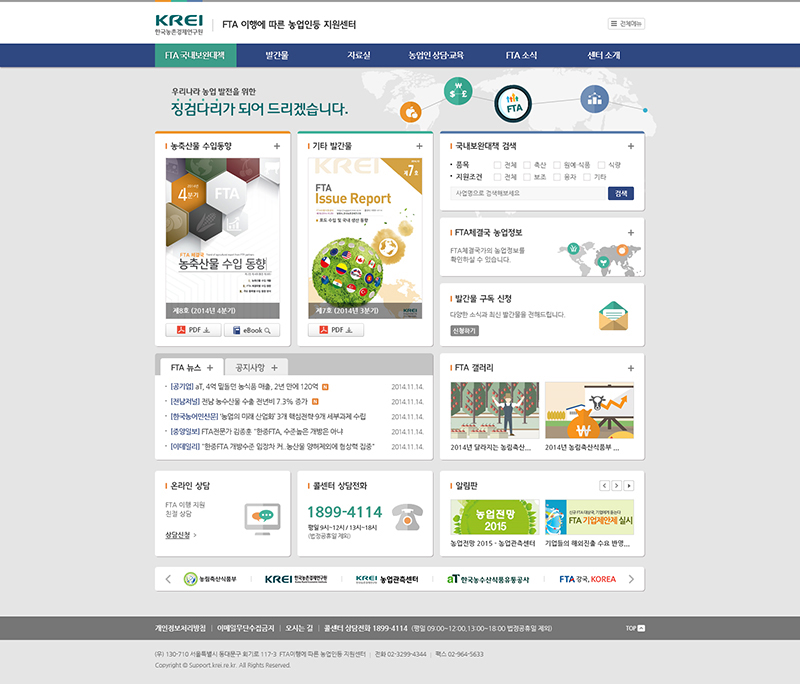 KREI
한국농촌경제연구원
FTA 이행에 따른 농업인등 지원센터
전체메뉴
FTA 국내보완대책
발간물
자료실
농업인 상담·교육
FTA 소식
센터 소개
우리나라 농업 발전을 위한
징검다리가 되어 드리겠습니다.
FTA
농축산물 수입동향 +
2014년
4분기
FTA
FTA 체결국
농축산물 수입 동향
제8호 (2014년 4분기)
PDF
eBook
기타 발간물 +
KREI
제7호
FTA
Issue Report
제7호 (2014년 3분기)
PDF
국내보완대책 검색 +
품목 전체 축산 원예·식품 식량
지원조건 전체 보조 융자 기타
사업명으로 검색해보세요
검색
FTA체결국 농업정보 +
FTA체결국가의 농업정보를
확인하실 수 있습니다.
발간물 구독 신청
다양한 소식과 최신 발간물을 전해드립니다.
신청하기
FTA 뉴스 +
공지사항 +
[공기업] aT, 4억 말들인 농식품 매출, 2년 만에 120억 N 2014.11.14.
[전남저널] 전남 농수산물 수출 전년비 7.3% 증가 N 2014.11.14.
[한국농어민신문] '농업의 미래 산업화' 3개 핵심전략 9개 세부과제 수립 2014.11.14.
[중앙일보] FTA전문가 김종훈 "한중FTA, 수준높은 개방은 아냐 2014.11.14.
[이데일리] "한중FTA 개방수준 입장차 커.. 농산물 양허제외에 협상력 집중" 2014.11.14.
FTA 갤러리 +
2014년 달라지는 농림축산...
2014년 농림축산식품부 ...
온라인 상담
FTA 이행 지원
친절 상담
상담신청 >
콜센터 상담전화
1899-4114
평일 9시~12시 / 13시~18시
(법정공휴일 제외)
알림판
농업전망
2015
FTA 기업제안제 실시
농업전망 2015 - 농업관측센터
기업들의 해외진출 수요 반영...
농림축산식품부
KREI 한국농촌경제연구원
KREI 농업관측센터
aT 한국농수산식품유통공사
FTA 강국, KOREA
개인정보처리방침 | 이메일무단수집금지 | 오시는 길 | 콜센터 상담전화 1899-4114 (평일 09:00~12:00,13:00~18:00 법정공휴일 제외)
TOP
(우) 130-710 서울특별시 동대문구 회기로 117-3 FTA이행에 따른 농업인등 지원센터 | 전화 02-3299-4344 | 팩스 02-964-5633
Copyright © Support.krei.re.kr. All Rights Reserved.